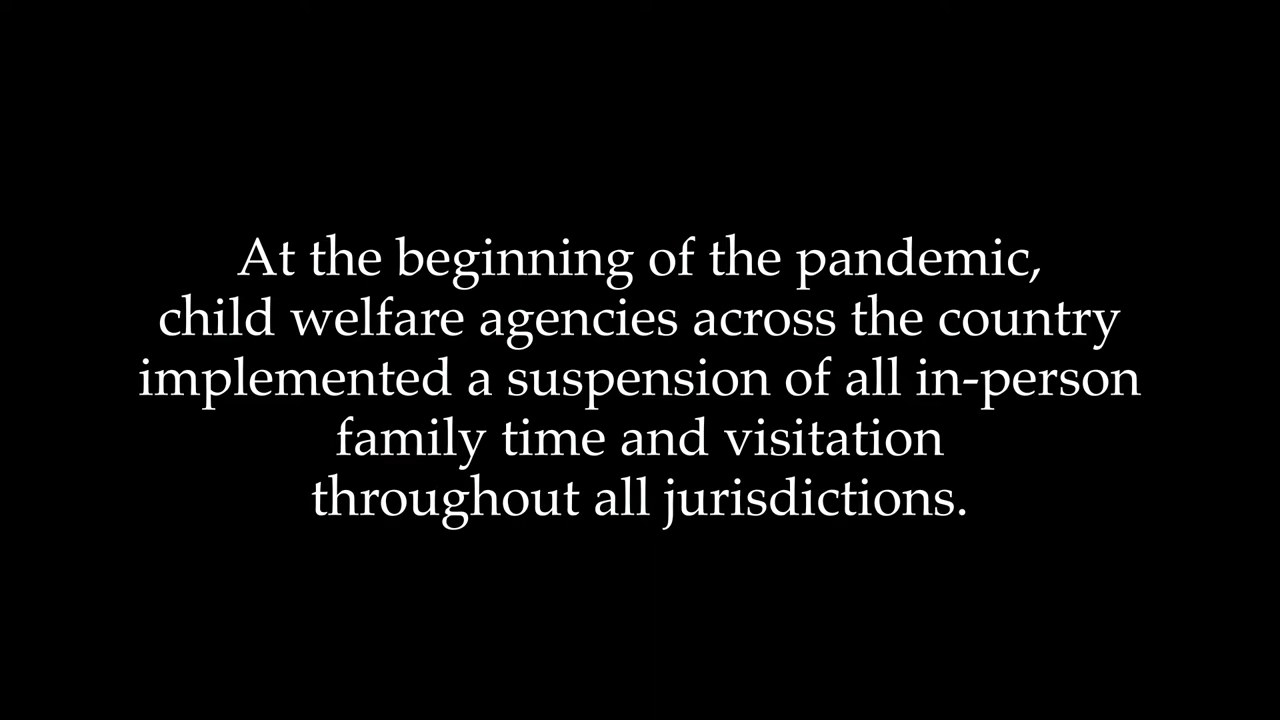 At the beginning of the pandemic,
child welfare agencies across the country
implemented a suspension of all in-person
family time and visitation
throughout all jurisdictions.